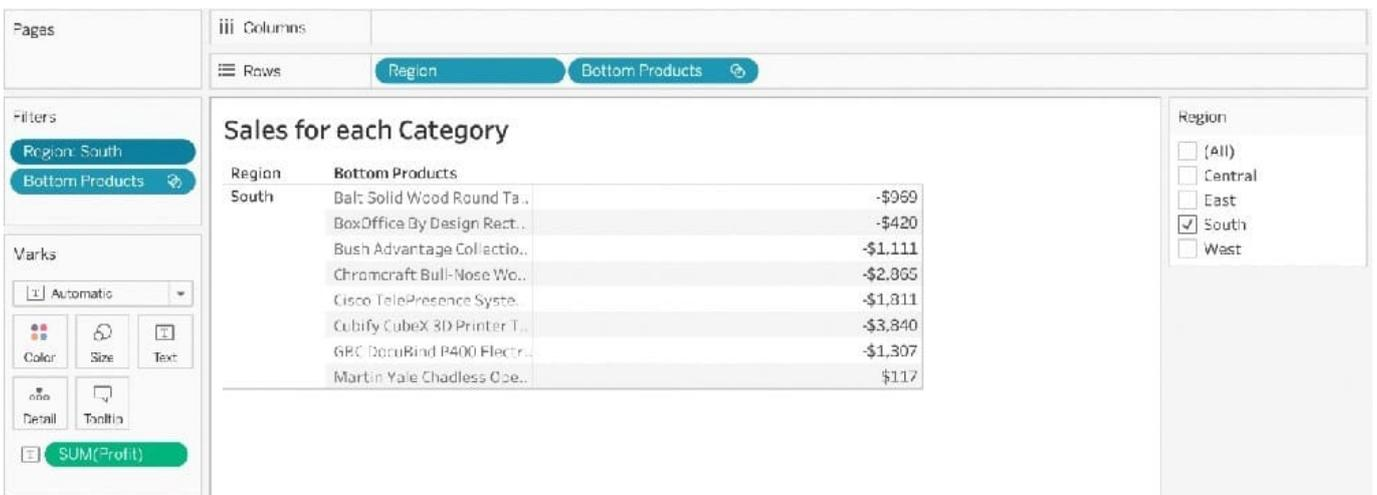 Pages
iii Columns
Rows
Region
Bottom Products
Filters
Region: South
Bottom Products
Marks
Automatic
Color
Size
Text
Detail
Tooltip
SUM(Profit)
Sales for each Category
Region Bottom Products
South Balt Solid Wood Round Ta.. -$969
BoxOffice By Design Rect.. -$420
Bush Advantage Collectio.. -$1,111
Chromcraft Bull-Nose Wo.. -$2,865
Cisco TelePresence Syste.. -$1,811
Cubify CubeX 3D Printer T.. -$3,840
GBC DocuBind P400 Electr.. -$1,307
Martin Yale Chadless Ope.. $117
Region
(All)
Central
East
South
West